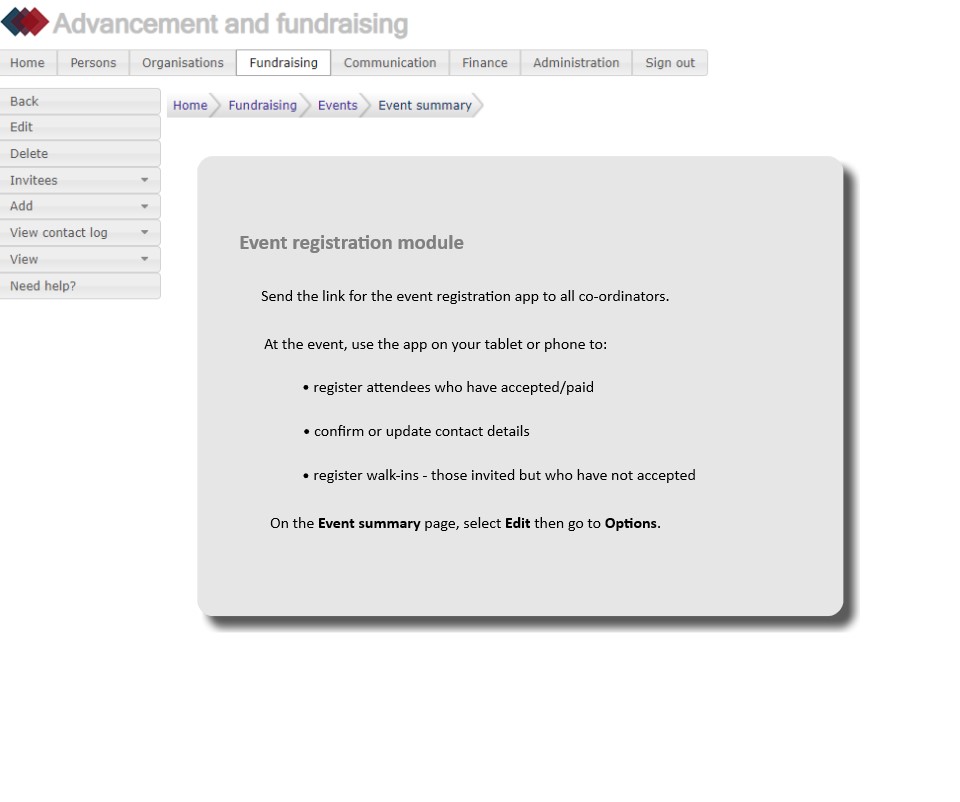 Advancement and fundraising
Home Persons Organisations Fundraising Communication Finance Administration Sign out
Back
Edit
Delete
Invitees
Add
View contact log
View
Need help?
Home Fundraising Events Event summary
Event registration module
Send the link for the event registration app to all co-ordinators.
At the event, use the app on your tablet or phone to:
• register attendees who have accepted/paid
• confirm or update contact details
• register walk-ins - those invited but who have not accepted
On the Event summary page, select Edit then go to Options.